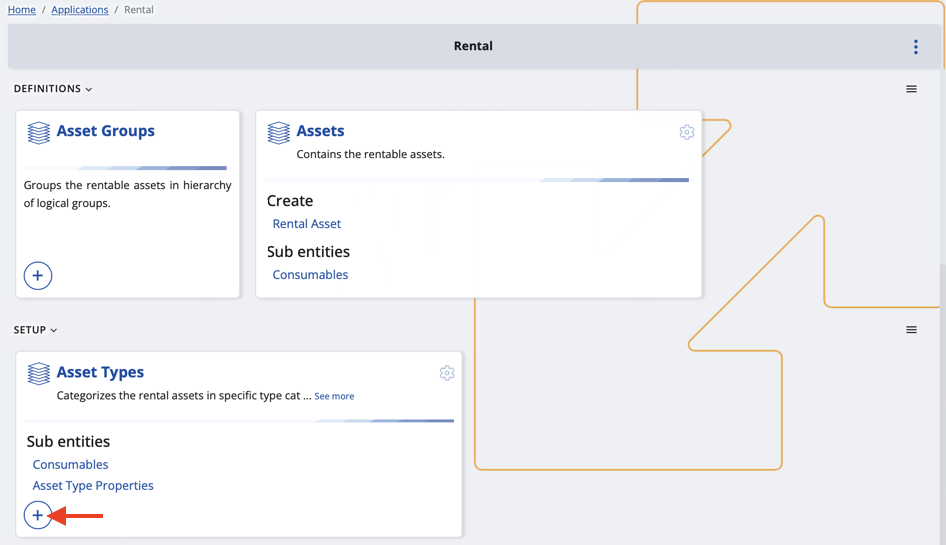 Home / Applications / Rental
Rental
DEFINITIONS
Asset Groups
Groups the rentable assets in hierarchy
of logical groups.
Assets
Contains the rentable assets.
Create
Rental Asset
Sub entities
Consumables
SETUP
Asset Types
Categorizes the rental assets in specific type cat ... See more
Sub entities
Consumables
Asset Type Properties